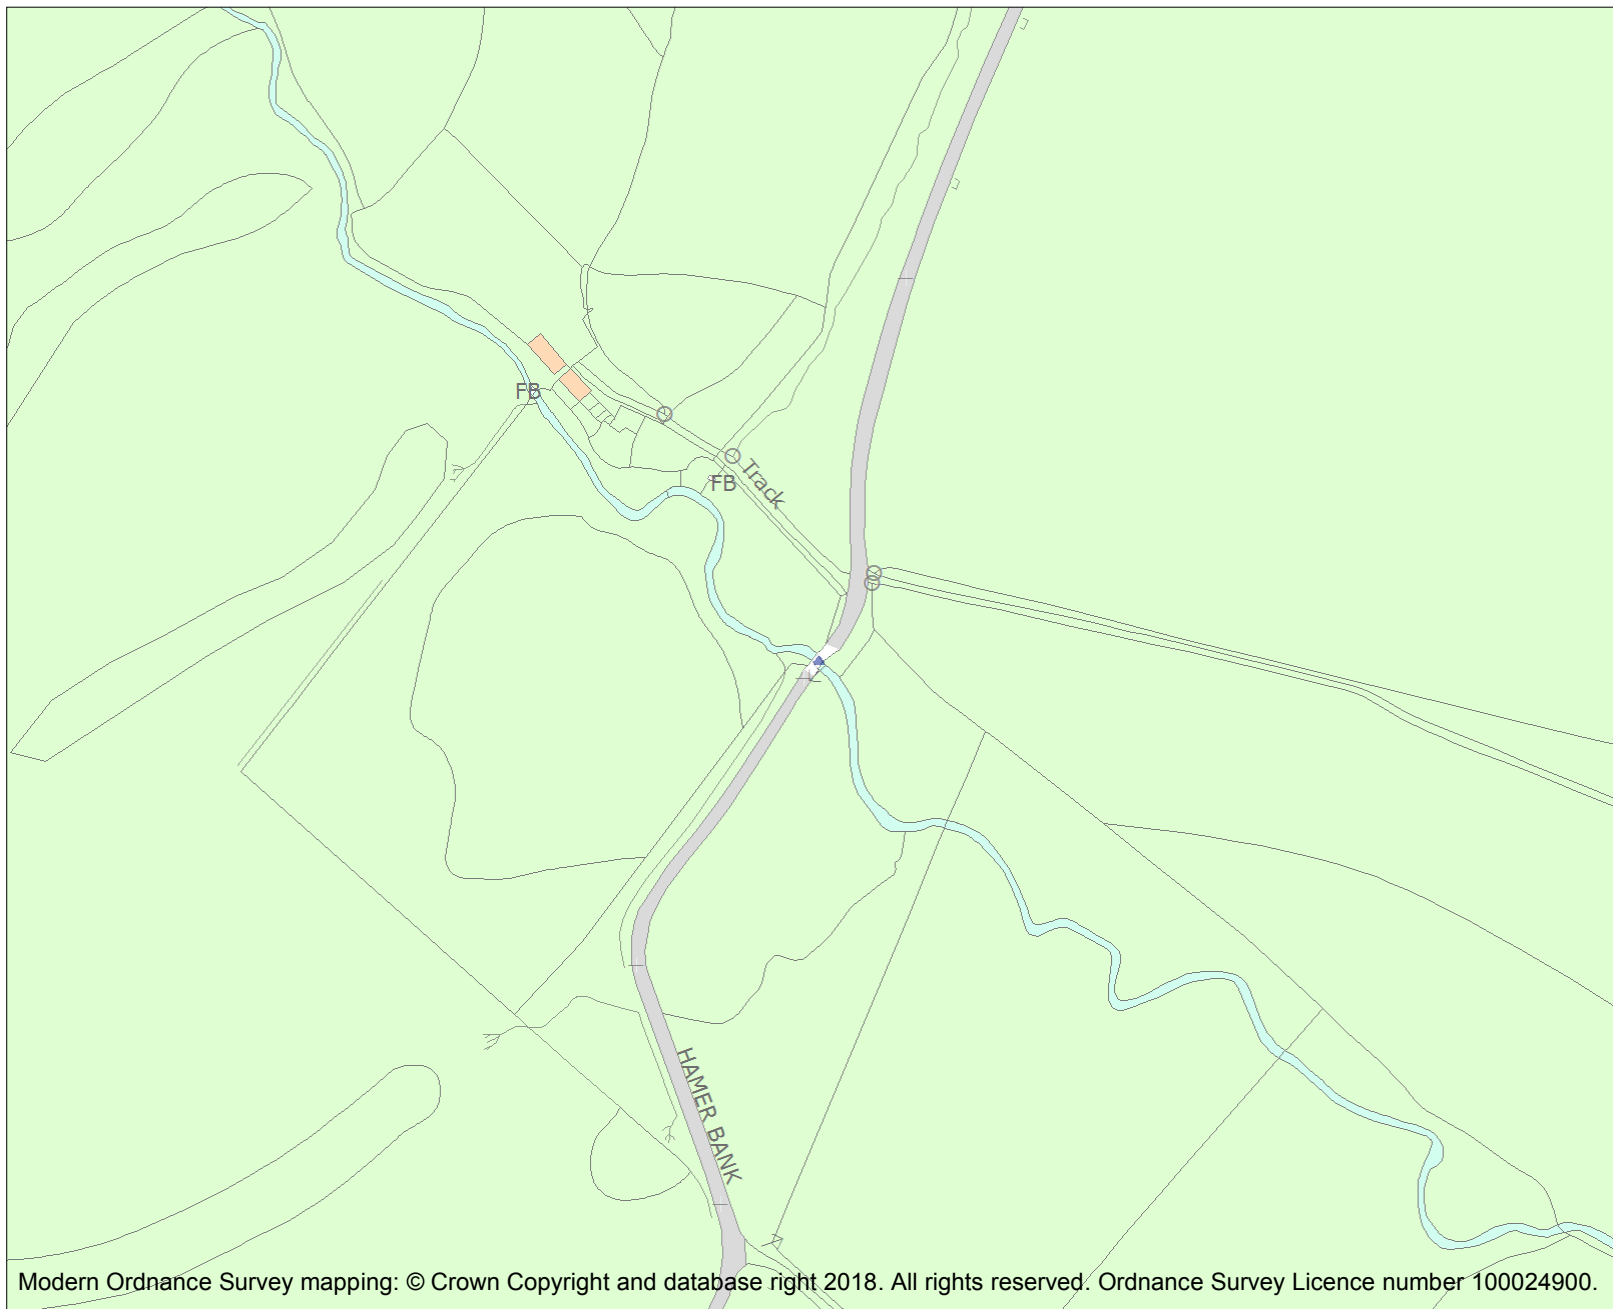 FB
Track
FB
HAMER BANK
Modern Ordnance Survey mapping: © Crown Copyright and database right 2018. All rights reserved. Ordnance Survey Licence number 100024900.